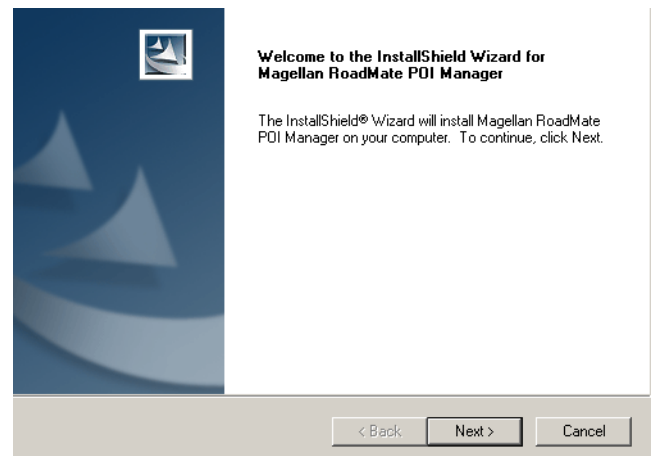 Welcome to the InstallShield Wizard for
Magellan RoadMate POI Manager
The InstallShield® Wizard will install Magellan RoadMate
POI Manager on your computer. To continue, click Next.
< Back
Next >
Cancel